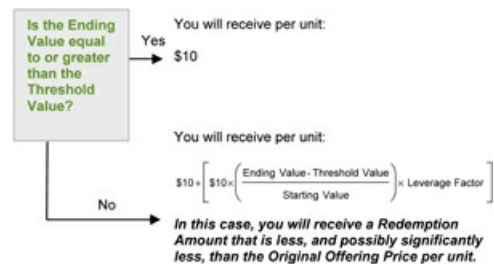 Is the Ending
Value equal
to or greater
than the
Threshold
Value?
Yes
You will receive per unit:
$10
No
You will receive per unit:
$10+[$10×(Ending Value-Threshold Value
Starting Value)× Leverage Factor]
In this case, you will receive a Redemption
Amount that is less, and possibly significantly
less, than the Original Offering Price per unit.